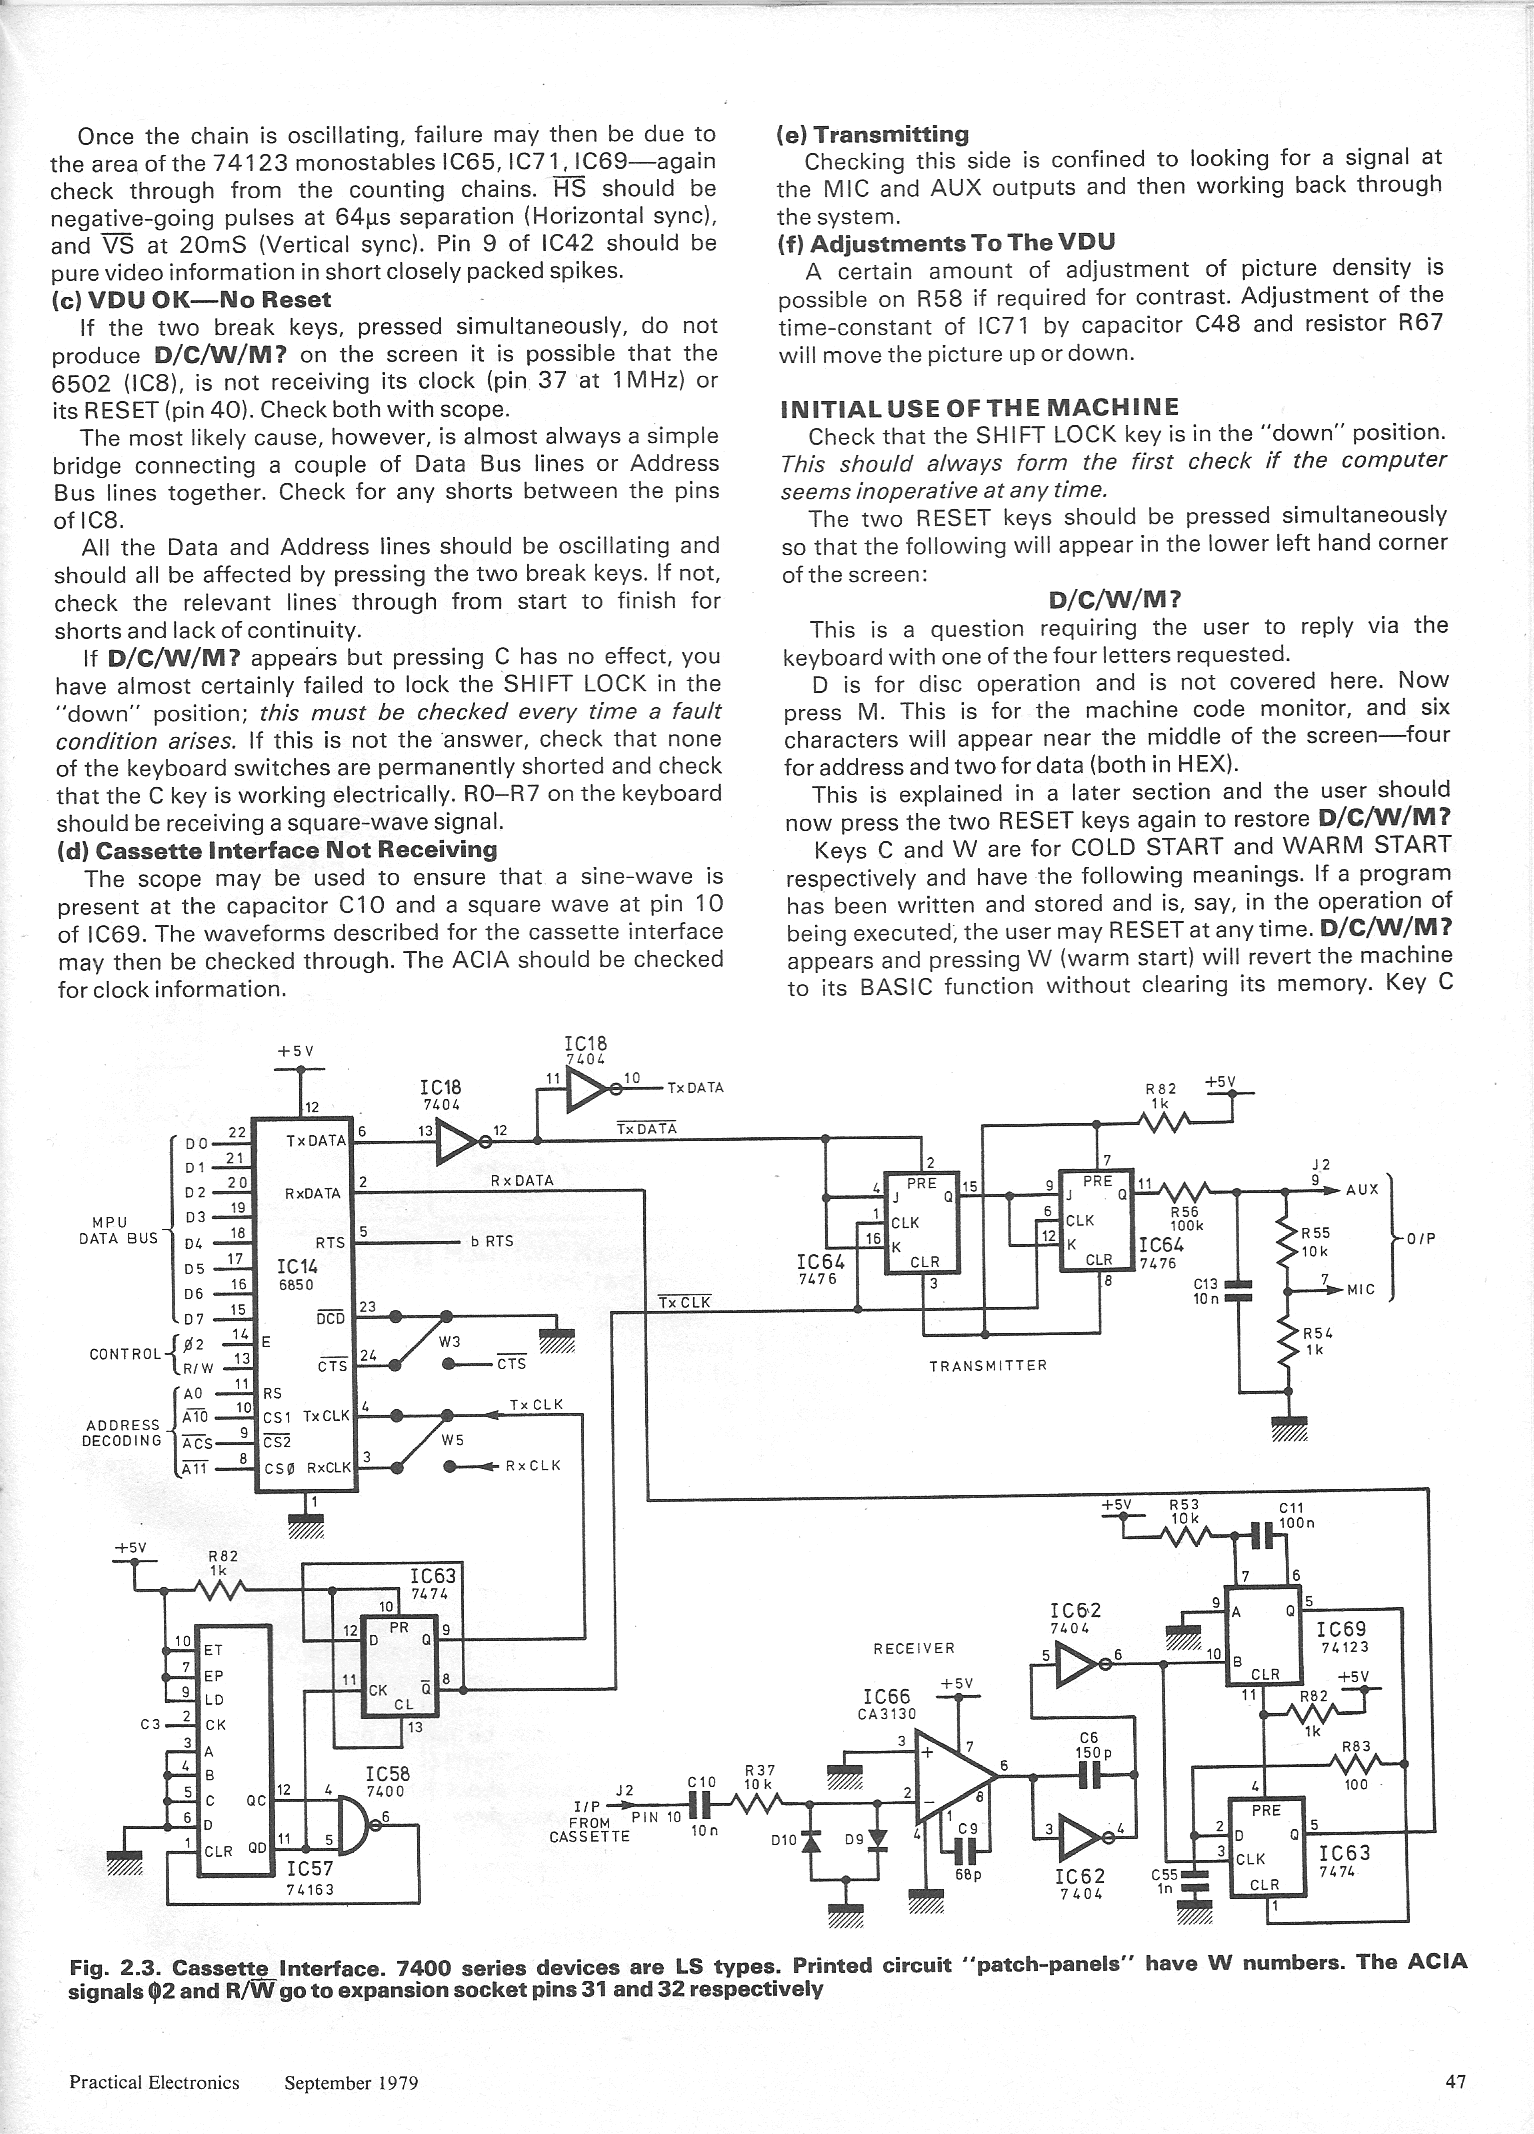 Once the chain is oscillating, failure may then be due to
the area of the 74123 monostables IC65, IC71, IC69—again
check through from the counting chains. H̅S̅ should be
negative-going pulses at 64µs separation (Horizontal sync),
and V̅S̅ at 20mS (Vertical sync). Pin 9 of IC42 should be
pure video information in short closely packed spikes.
(c) VDU OK—No Reset
If the two break keys, pressed simultaneously, do not
produce D/C/W/M? on the screen it is possible that the
6502 (IC8), is not receiving its clock (pin 37 at 1MHz) or
its RESET (pin 40). Check both with scope.
The most likely cause, however, is almost always a simple
bridge connecting a couple of Data Bus lines or Address
Bus lines together. Check for any shorts between the pins
of IC8.
All the Data and Address lines should be oscillating and
should all be affected by pressing the two break keys. If not,
check the relevant lines through from start to finish for
shorts and lack of continuity.
If D/C/W/M? appears but pressing C has no effect, you
have almost certainly failed to lock the SHIFT LOCK in the
"down" position; this must be checked every time a fault
condition arises. If this is not the answer, check that none
of the keyboard switches are permanently shorted and check
that the C key is working electrically. R0–R7 on the keyboard
should be receiving a square-wave signal.
(d) Cassette Interface Not Receiving
The scope may be used to ensure that a sine-wave is
present at the capacitor C10 and a square wave at pin 10
of IC69. The waveforms described for the cassette interface
may then be checked through. The ACIA should be checked
for clock information.
(e) Transmitting
Checking this side is confined to looking for a signal at
the MIC and AUX outputs and then working back through
the system.
(f) Adjustments To The VDU
A certain amount of adjustment of picture density is
possible on R58 if required for contrast. Adjustment of the
time-constant of IC71 by capacitor C48 and resistor R67
will move the picture up or down.
INITIAL USE OF THE MACHINE
Check that the SHIFT LOCK key is in the "down" position.
This should always form the first check if the computer
seems inoperative at any time.
The two RESET keys should be pressed simultaneously
so that the following will appear in the lower left hand corner
of the screen:
D/C/W/M?
This is a question requiring the user to reply via the
keyboard with one of the four letters requested.
D is for disc operation and is not covered here. Now
press M. This is for the machine code monitor, and six
characters will appear near the middle of the screen—four
for address and two for data (both in HEX).
This is explained in a later section and the user should
now press the two RESET keys again to restore D/C/W/M?
Keys C and W are for COLD START and WARM START
respectively and have the following meanings. If a program
has been written and stored and is, say, in the operation of
being executed, the user may RESET at any time. D/C/W/M?
appears and pressing W (warm start) will revert the machine
to its BASIC function without clearing its memory. Key C
+5V
12
IC18
7404
13
12
IC18
7404
11
10
TxDATA
T̅x̅D̅A̅T̅A̅
RxDATA
MPU
DATA BUS
D0 22
D1 21
D2 20
D3 19
D4 18
D5 17
D6 16
D7 15
CONTROL
Ø2 14 E
R/W 13
ADDRESS
DECODING
A0 11 RS
A̅1̅0̅ 10 CS1
A̅C̅S̅ 9 C̅S̅2̅
A̅1̅1̅ 8 CSØ
IC14
6850
TxDATA 6
RxDATA 2
RTS 5
b RTS
D̅C̅D̅ 23
C̅T̅S̅ 24
W3
C̅T̅S̅
TxCLK 4
TxCLK
W5
RxCLK 3
RxCLK
1
T̅x̅ ̅C̅L̅K̅
R82
1k
+5V
2
PRE
4 J
Q 15
1 CLK
16 K
CLR
3
IC64
7476
7
PRE
9 J
Q 11
6 CLK
12 K
CLR
8
IC64
7476
R56
100k
C13
10n
J2
9
AUX
R55
10k
7
MIC
O/P
R54
1k
TRANSMITTER
+5V
R82
1k
IC63
7474
10
PR
12 D
Q 9
11 CK
Q̅ 8
CL
13
10 ET
7 EP
9 LD
C3 2 CK
3 A
4 B
5 C
6 D
1 CLR
QC 12
QD 11
IC57
74163
4
5
6
IC58
7400
RECEIVER
J2
I/P
FROM
CASSETTE
PIN 10
C10
10n
R37
10k
D10
D9
IC66
CA3130
+5V
3 +
2 −
7
6
8
1
4
C9
68p
IC62
7404
5
6
C6
150p
3
4
IC62
7404
+5V
R53
10k
C11
100n
7
6
9 A
Q 5
10 B
CLR
11
IC69
74123
+5V
R82
1k
R83
100
4
PRE
2 D
Q 5
3 CLK
CLR
1
IC63
7474
C55
1n
Fig. 2.3. Cassette Interface. 7400 series devices are LS types. Printed circuit "patch-panels" have W numbers. The ACIA
signals ϕ2 and R/W̅ go to expansion socket pins 31 and 32 respectively
Practical Electronics September 1979
47